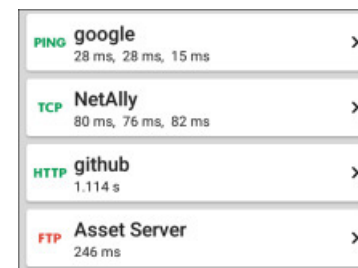 PING google
28 ms, 28 ms, 15 ms
TCP NetAlly
80 ms, 76 ms, 82 ms
HTTP github
1.114 s
FTP Asset Server
246 ms